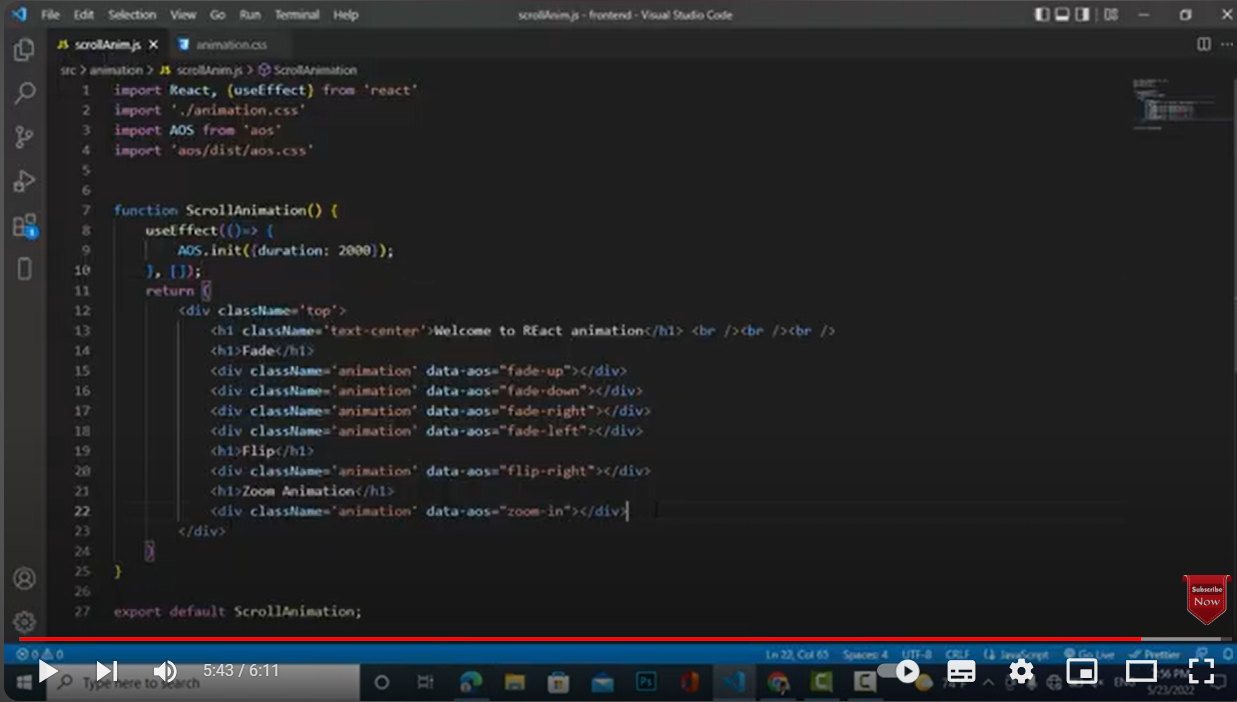 File Edit Selection View Go Run Terminal Help
scrollAnim.js - frontend - Visual Studio Code
JS scrollAnim.js
animation.css
src > animation > JS scrollAnim.js > ScrollAnimation
1 import React, {useEffect} from 'react'
2 import './animation.css'
3 import AOS from 'aos'
4 import 'aos/dist/aos.css'
5
6
7 function ScrollAnimation() {
8 useEffect(()=> {
9 AOS.init({duration: 2000});
10 }, []);
11 return (
12 <div className='top'>
13 <h1 className='text-center'>Welcome to REact animation</h1> <br /><br /><br />
14 <h1>Fade</h1>
15 <div className='animation' data-aos="fade-up"></div>
16 <div className='animation' data-aos="fade-down"></div>
17 <div className='animation' data-aos="fade-right"></div>
18 <div className='animation' data-aos="fade-left"></div>
19 <h1>Flip</h1>
20 <div className='animation' data-aos="flip-right"></div>
21 <h1>Zoom Animation</h1>
22 <div className='animation' data-aos="zoom-in"></div>
23 </div>
24 )
25 }
26
27 export default ScrollAnimation;
Subscribe
Now
0 0
Ln 22, Col 65 Spaces: 4 UTF-8 CRLF JavaScript Go Live Prettier
5:43 / 6:11
Type here to search
Ps
5/23/2022